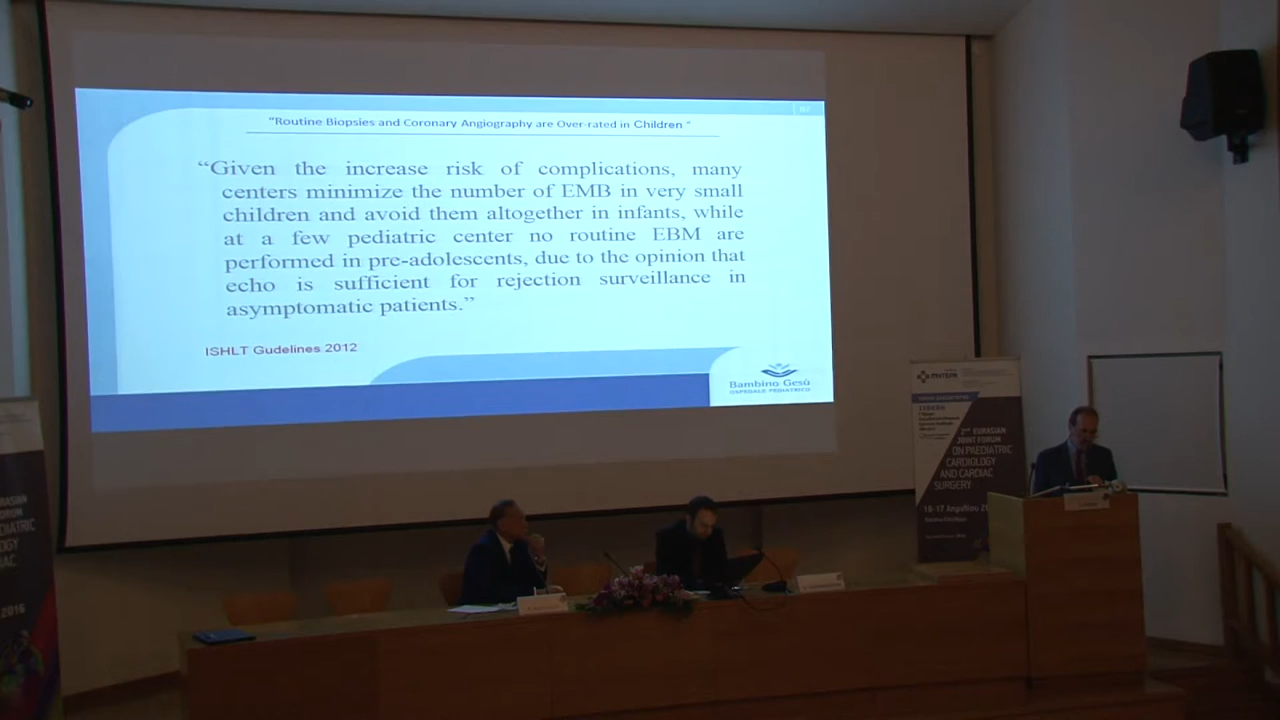 "Routine Biopsies and Coronary Angiography are Over-rated in Children "
"Given the increase risk of complications, many
centers minimize the number of EMB in very small
children and avoid them altogether in infants, while
at a few pediatric center no routine EBM are
performed in pre-adolescents, due to the opinion that
echo is sufficient for rejection surveillance in
asymptomatic patients."
ISHLT Gudelines 2012
Bambino Gesù
OSPEDALE PEDIATRICO
2ND EURASIAN
JOINT FORUM
ON PAEDIATRIC
CARDIOLOGY
AND CARDIAC
SURGERY
EURASIAN
FORUM
2016